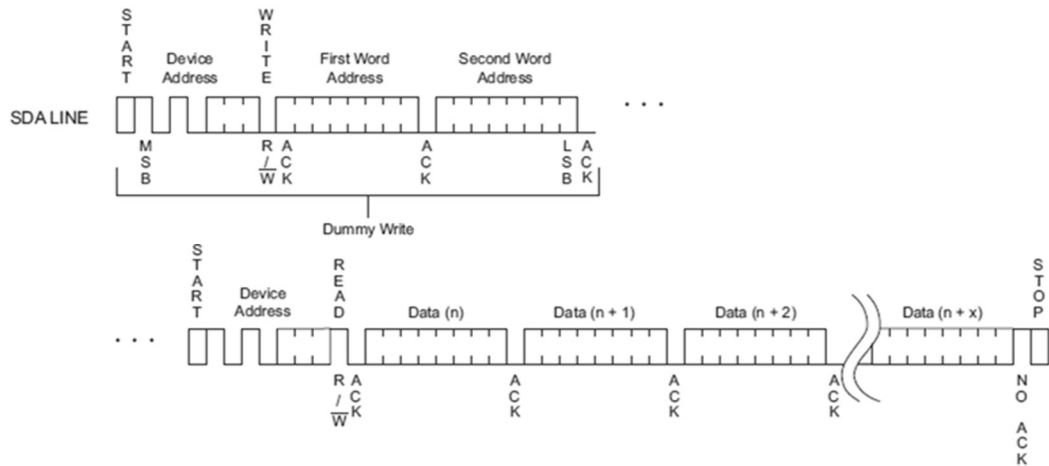 START
WRITE
Device
Address
First Word
Address
Second Word
Address
SDA LINE
. . .
MSB
R/W
ACK
ACK
LSB
ACK
Dummy Write
START
READ
STOP
Device
Address
Data (n)
Data (n + 1)
Data (n + 2)
Data (n + x)
. . .
R/W
ACK
ACK
ACK
ACK
NO ACK